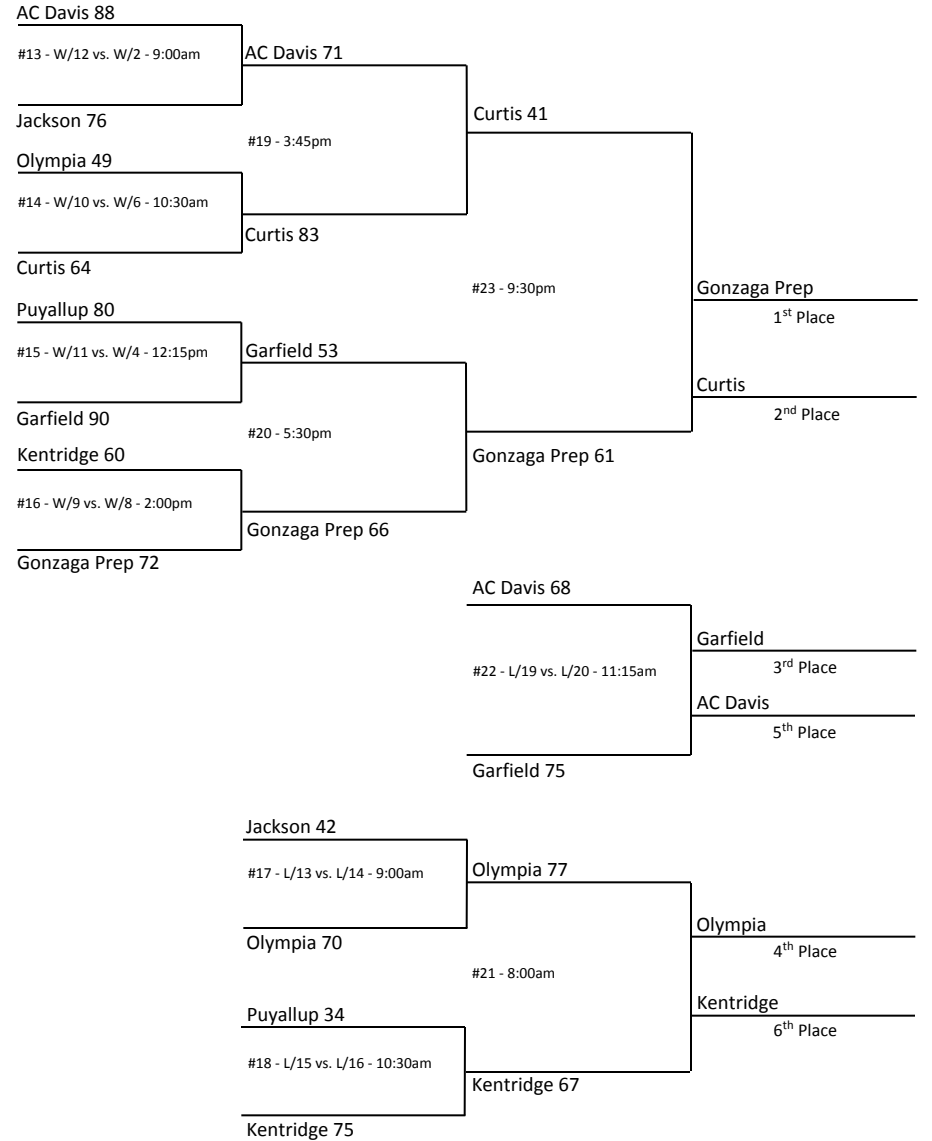 AC Davis 88
#13 - W/12 vs. W/2 - 9:00am
AC Davis 71
Jackson 76
Curtis 41
#19 - 3:45pm
Olympia 49
#14 - W/10 vs. W/6 - 10:30am
Curtis 83
Curtis 64
#23 - 9:30pm
Gonzaga Prep
1st Place
Puyallup 80
#15 - W/11 vs. W/4 - 12:15pm
Garfield 53
Curtis
2nd Place
Garfield 90
#20 - 5:30pm
Kentridge 60
Gonzaga Prep 61
#16 - W/9 vs. W/8 - 2:00pm
Gonzaga Prep 66
Gonzaga Prep 72
AC Davis 68
Garfield
3rd Place
#22 - L/19 vs. L/20 - 11:15am
AC Davis
5th Place
Garfield 75
Jackson 42
#17 - L/13 vs. L/14 - 9:00am
Olympia 77
Olympia 70
Olympia
4th Place
#21 - 8:00am
Kentridge
6th Place
Puyallup 34
#18 - L/15 vs. L/16 - 10:30am
Kentridge 67
Kentridge 75